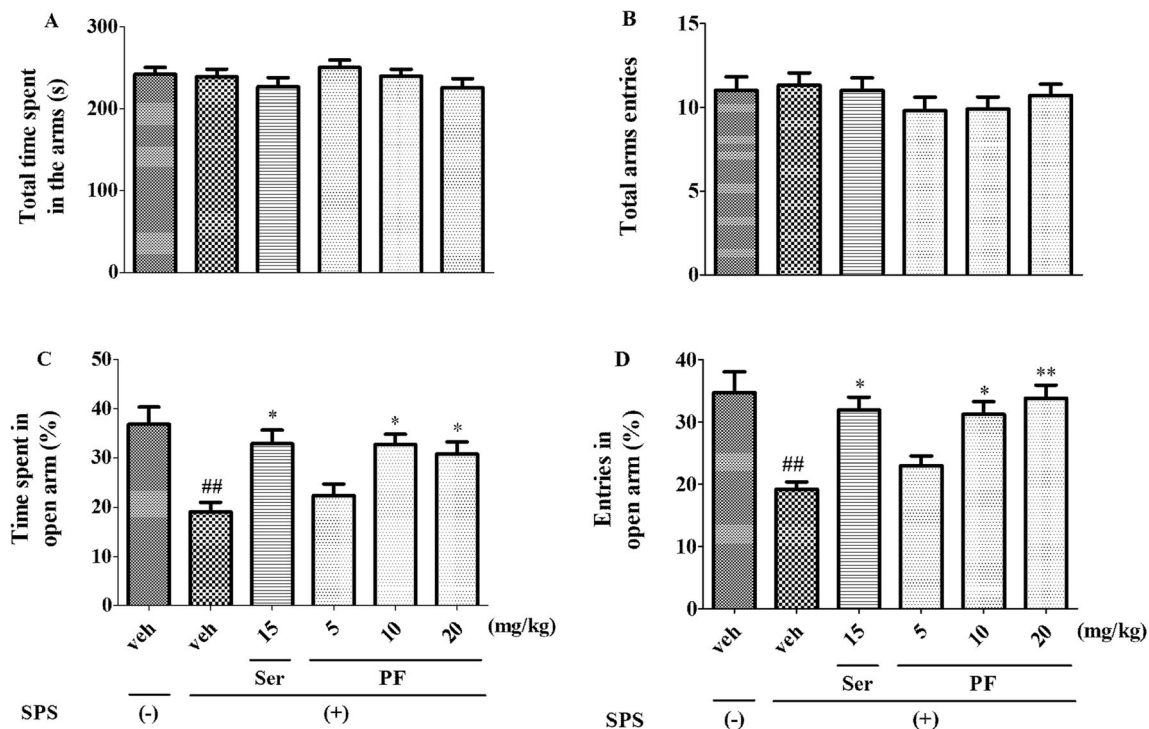 A
Total time spent
in the arms (s)
300
200
100
0
B
Total arms entries
15
10
5
0
C
Time spent in
open arm (%)
50
40
30
20
10
0
##
*
*
*
veh
veh
15
5
10
20
(mg/kg)
Ser
PF
SPS
(-)
(+)
D
Entries in
open arm (%)
40
30
20
10
0
##
*
*
**
veh
veh
15
5
10
20
(mg/kg)
Ser
PF
SPS
(-)
(+)